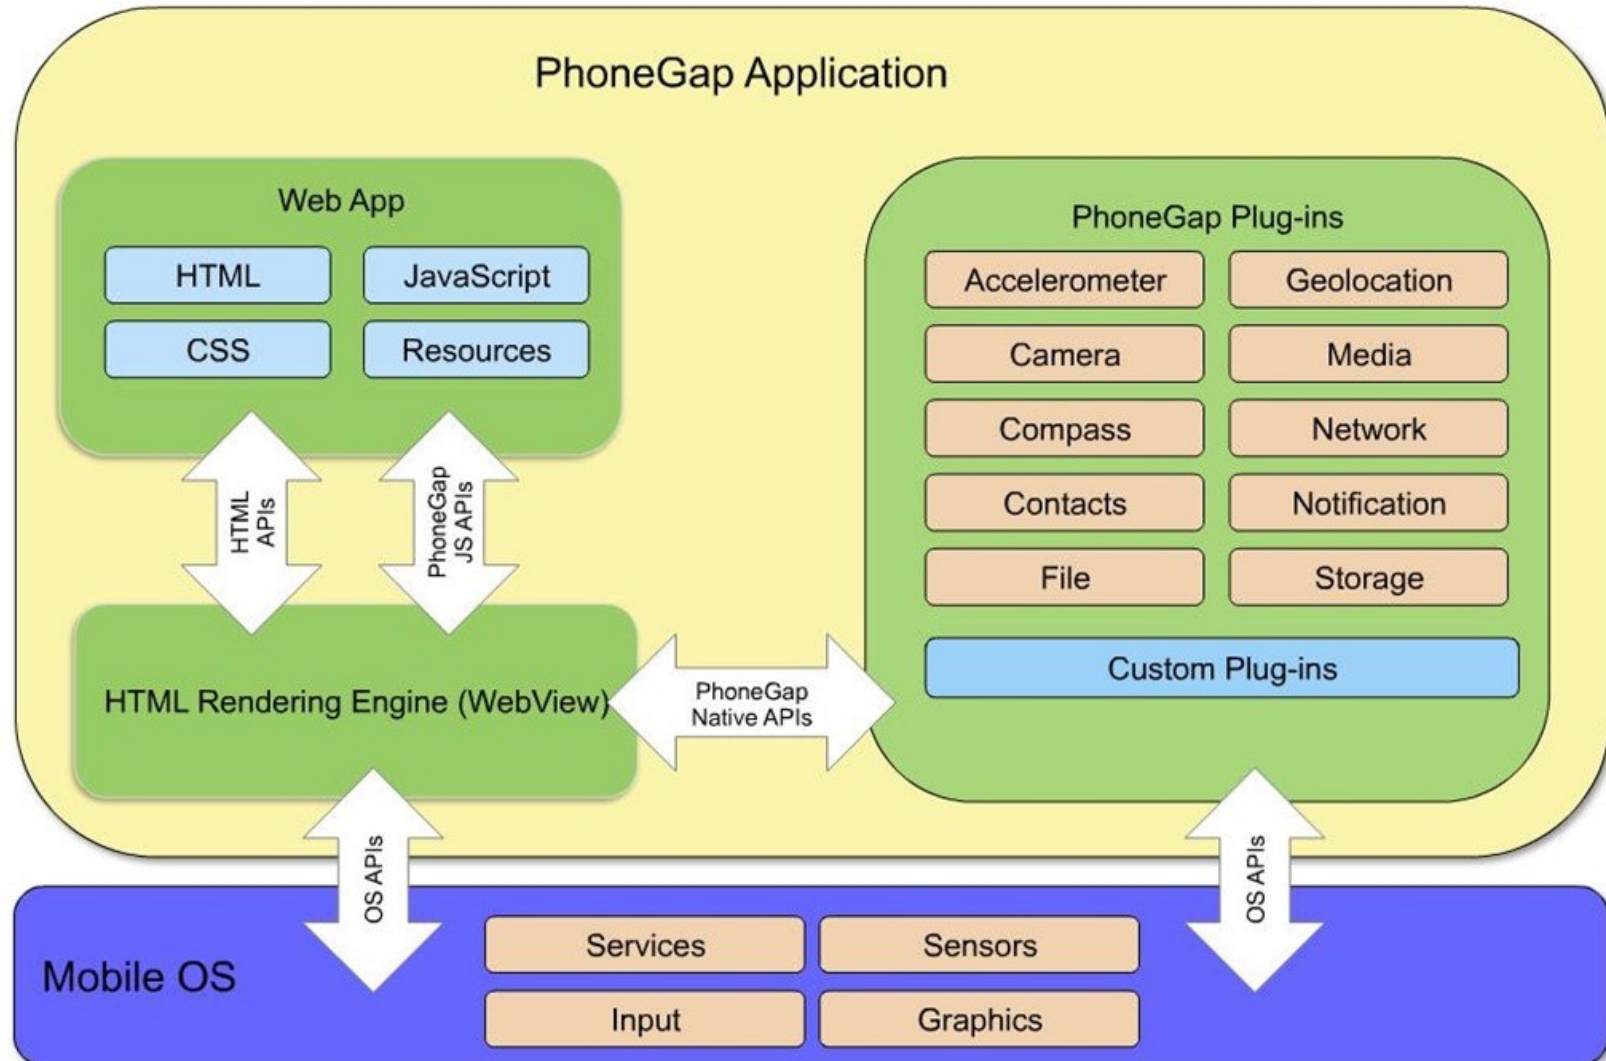 PhoneGap Application
Web App
HTML
JavaScript
CSS
Resources
HTML
APIs
PhoneGap
JS APIs
HTML Rendering Engine (WebView)
PhoneGap
Native APIs
PhoneGap Plug-ins
Accelerometer
Geolocation
Camera
Media
Compass
Network
Contacts
Notification
File
Storage
Custom Plug-ins
OS APIs
OS APIs
Mobile OS
Services
Sensors
Input
Graphics